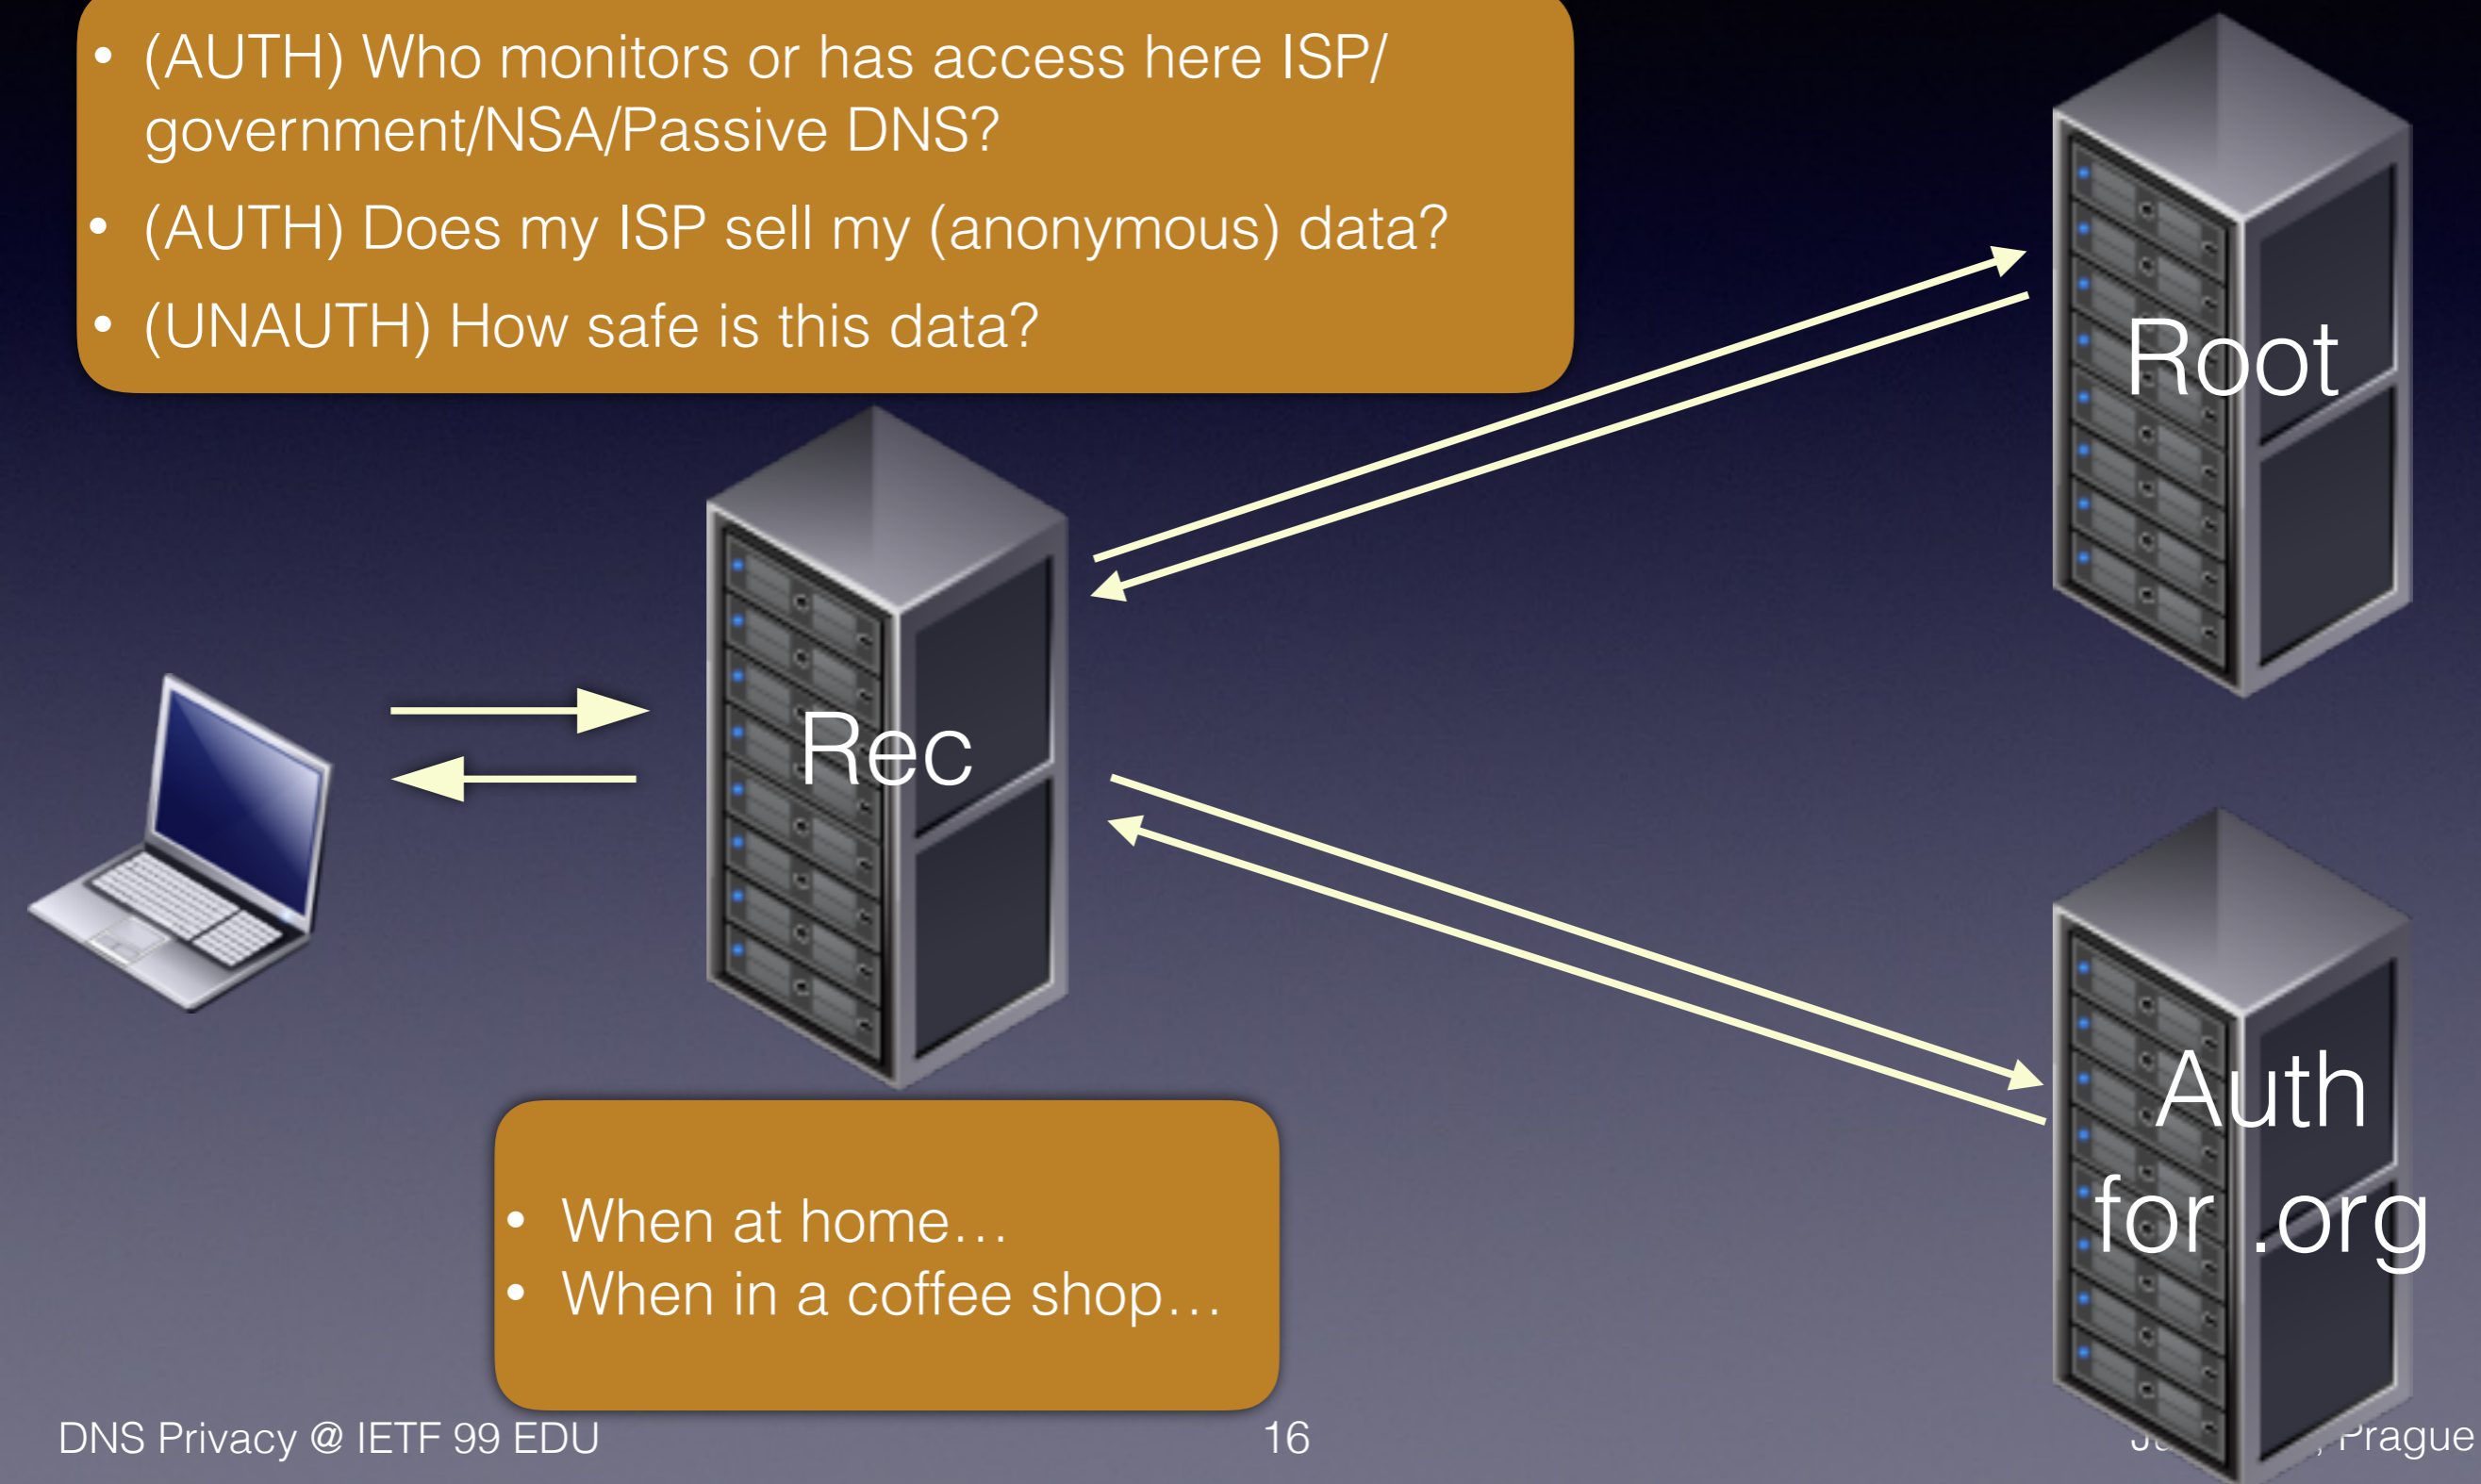 • (AUTH) Who monitors or has access here ISP/
government/NSA/Passive DNS?
• (AUTH) Does my ISP sell my (anonymous) data?
• (UNAUTH) How safe is this data?
Root
Rec
Auth
for .org
• When at home…
• When in a coffee shop…
DNS Privacy @ IETF 99 EDU
16
Prague